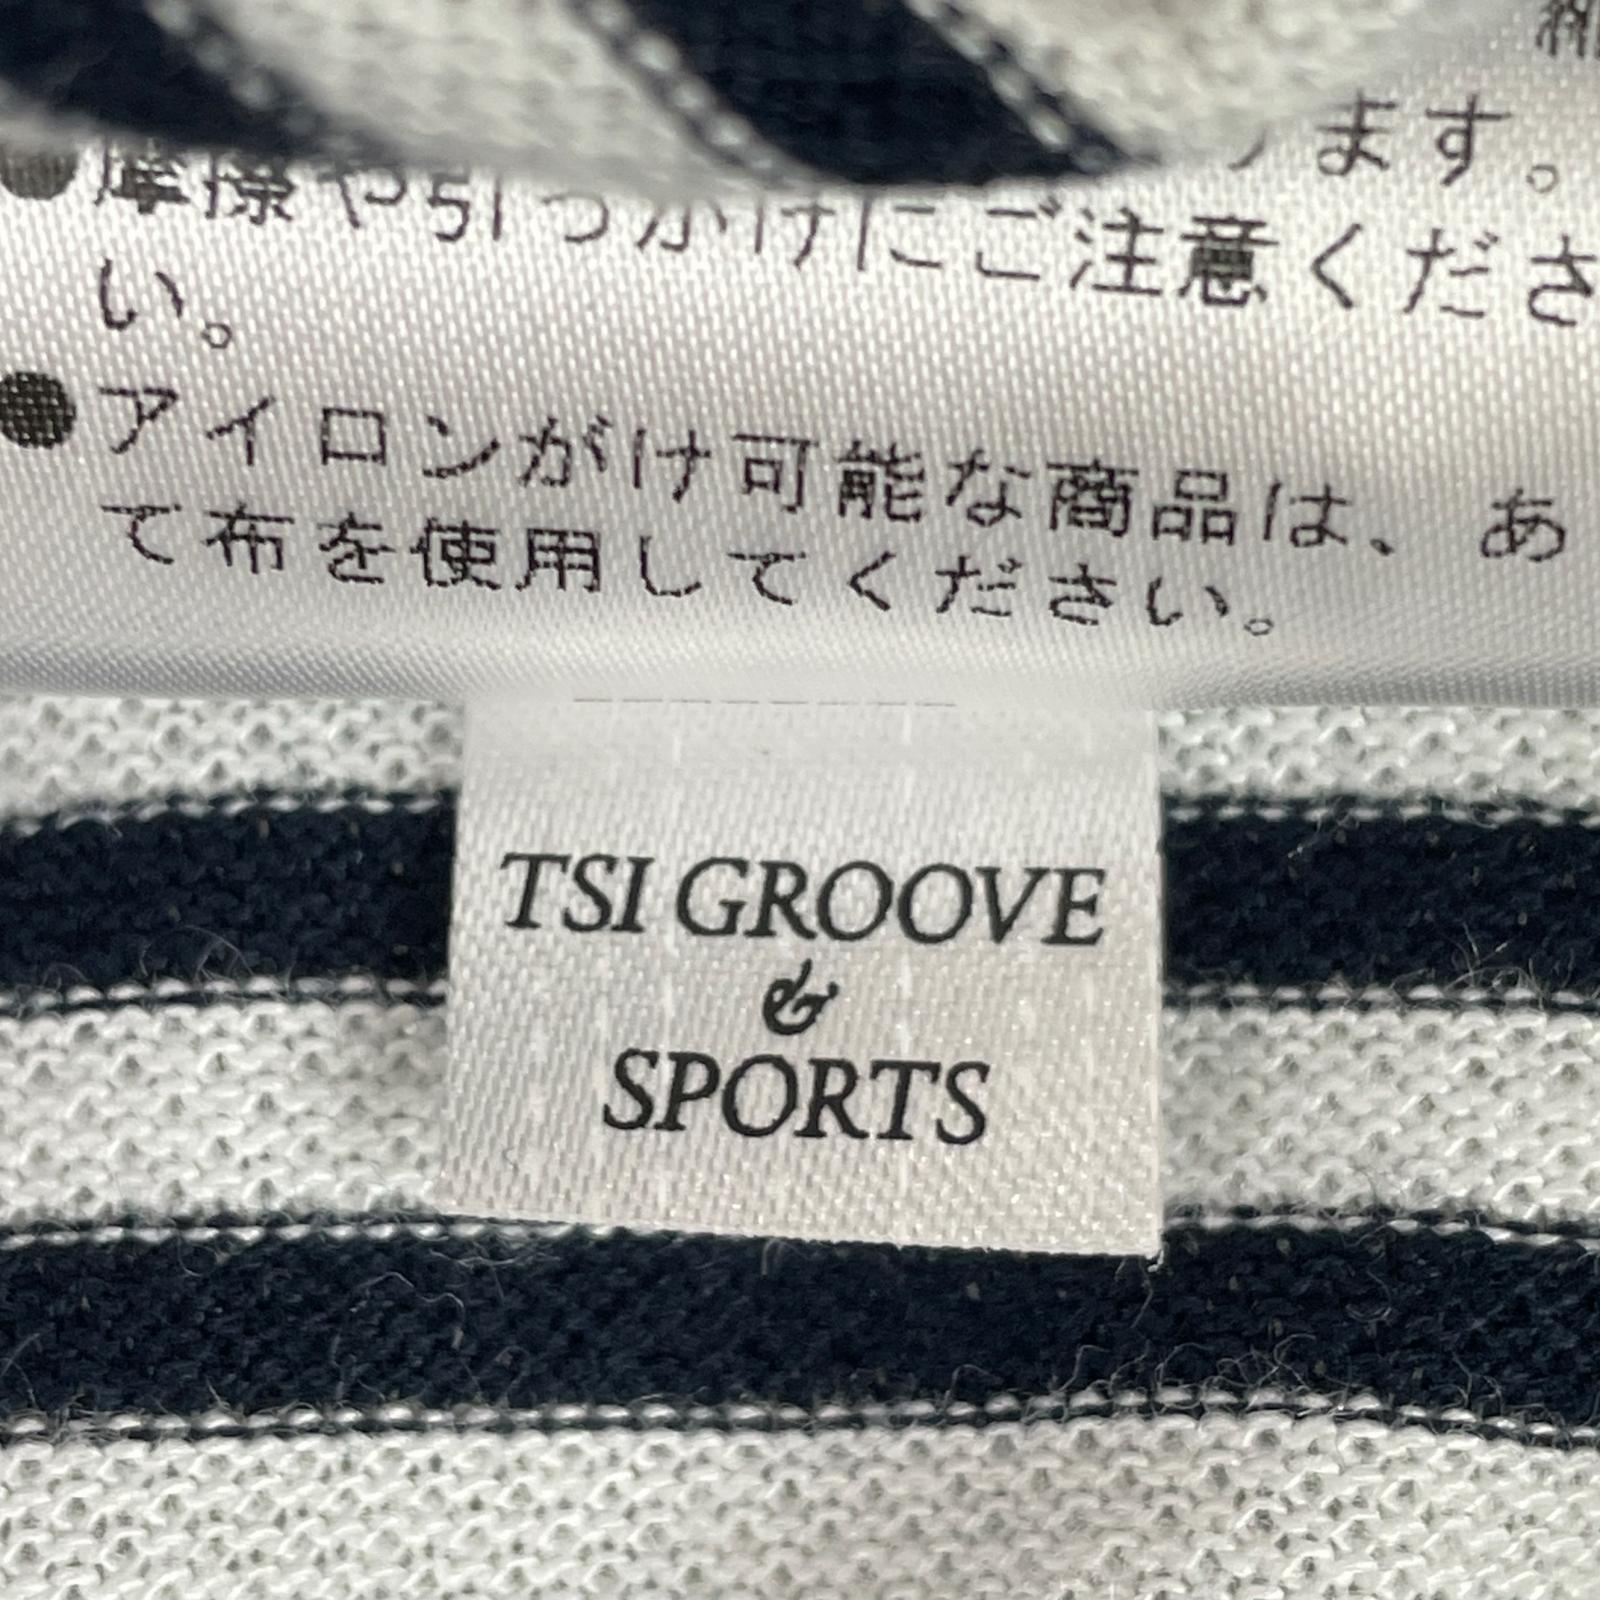 ます。
●摩擦や引っかけにご注意くださ
い。
●アイロンがけ可能な商品は、あ
て布を使用してください。
TSI GROOVE
&
SPORTS